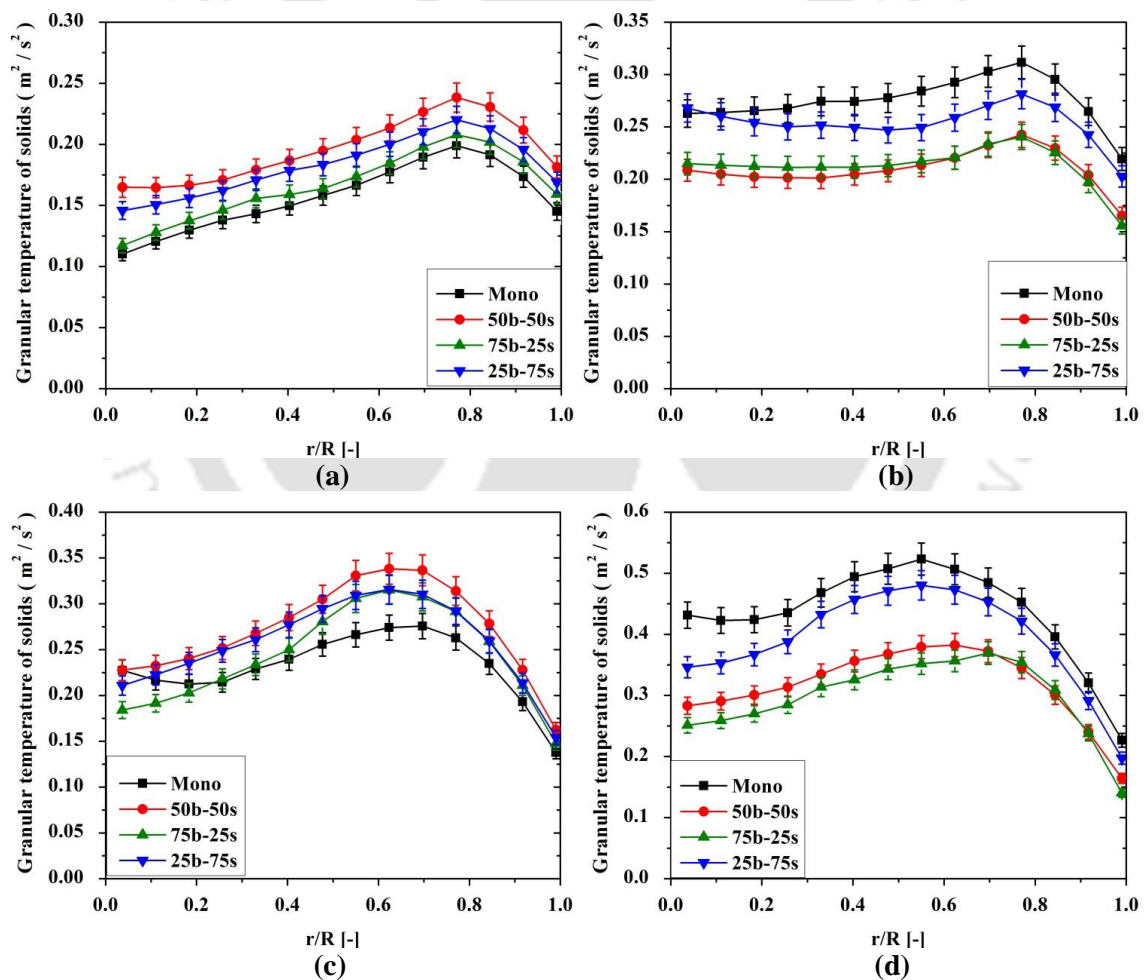 Granular temperature of solids ( m² / s² )
0.30
0.25
0.20
0.15
0.10
0.05
0.00
Mono
50b-50s
75b-25s
25b-75s
0.0 0.2 0.4 0.6 0.8 1.0
r/R [-]
(a)
Granular temperature of solids ( m² / s² )
0.35
0.30
0.25
0.20
0.15
0.10
0.05
0.00
Mono
50b-50s
75b-25s
25b-75s
0.0 0.2 0.4 0.6 0.8 1.0
r/R [-]
(b)
Granular temperature of solids ( m² / s² )
0.40
0.35
0.30
0.25
0.20
0.15
0.10
0.05
0.00
Mono
50b-50s
75b-25s
25b-75s
0.0 0.2 0.4 0.6 0.8 1.0
r/R [-]
(c)
Granular temperature of solids ( m² / s² )
0.6
0.5
0.4
0.3
0.2
0.1
0.0
Mono
50b-50s
75b-25s
25b-75s
0.0 0.2 0.4 0.6 0.8 1.0
r/R [-]
(d)